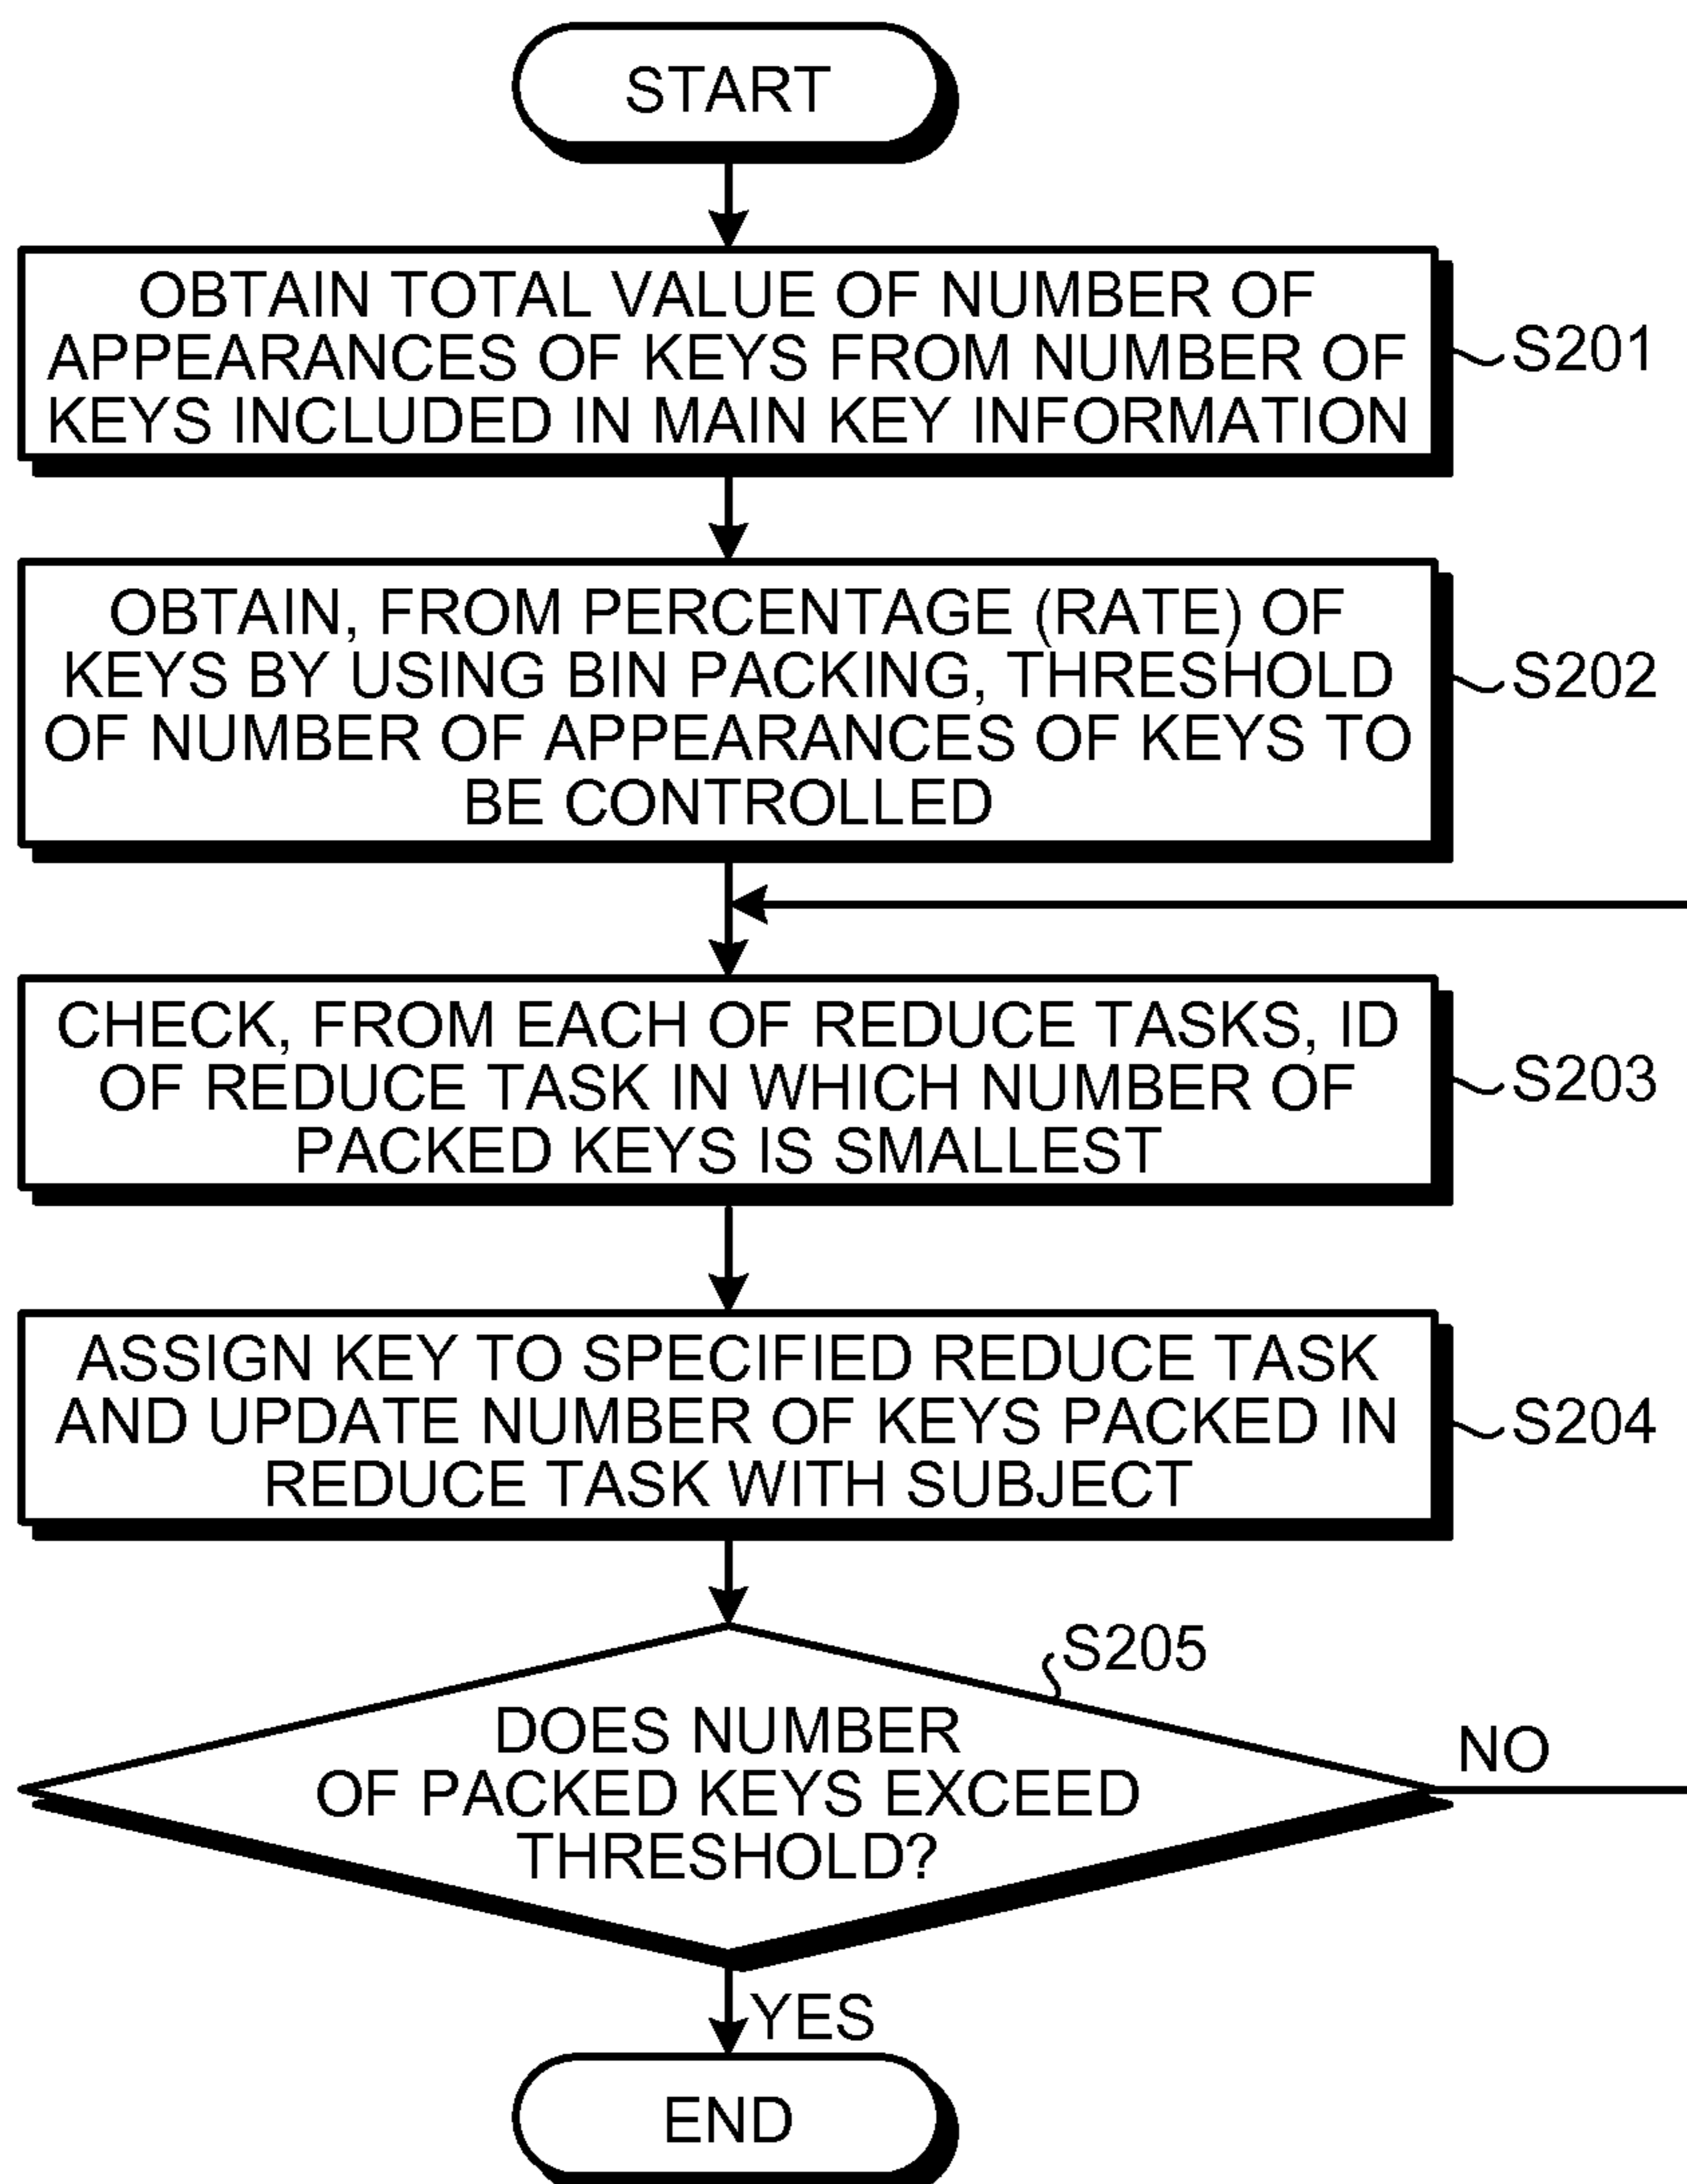 START
OBTAIN TOTAL VALUE OF NUMBER OF
APPEARANCES OF KEYS FROM NUMBER OF
KEYS INCLUDED IN MAIN KEY INFORMATION
S201
OBTAIN, FROM PERCENTAGE (RATE) OF
KEYS BY USING BIN PACKING, THRESHOLD
OF NUMBER OF APPEARANCES OF KEYS TO
BE CONTROLLED
S202
CHECK, FROM EACH OF REDUCE TASKS, ID
OF REDUCE TASK IN WHICH NUMBER OF
PACKED KEYS IS SMALLEST
S203
ASSIGN KEY TO SPECIFIED REDUCE TASK
AND UPDATE NUMBER OF KEYS PACKED IN
REDUCE TASK WITH SUBJECT
S204
S205
DOES NUMBER
OF PACKED KEYS EXCEED
THRESHOLD?
NO
YES
END